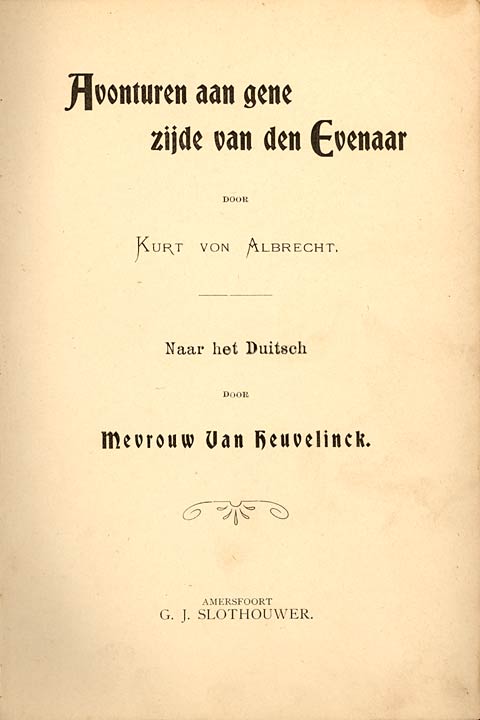 Avonturen aan gene
zijde van den Evenaar
DOOR
KURT VON ALBRECHT.
Naar het Duitsch
DOOR
Mevrouw Van Heuvelinck.
AMERSFOORT
G. J. SLOTHOUWER.